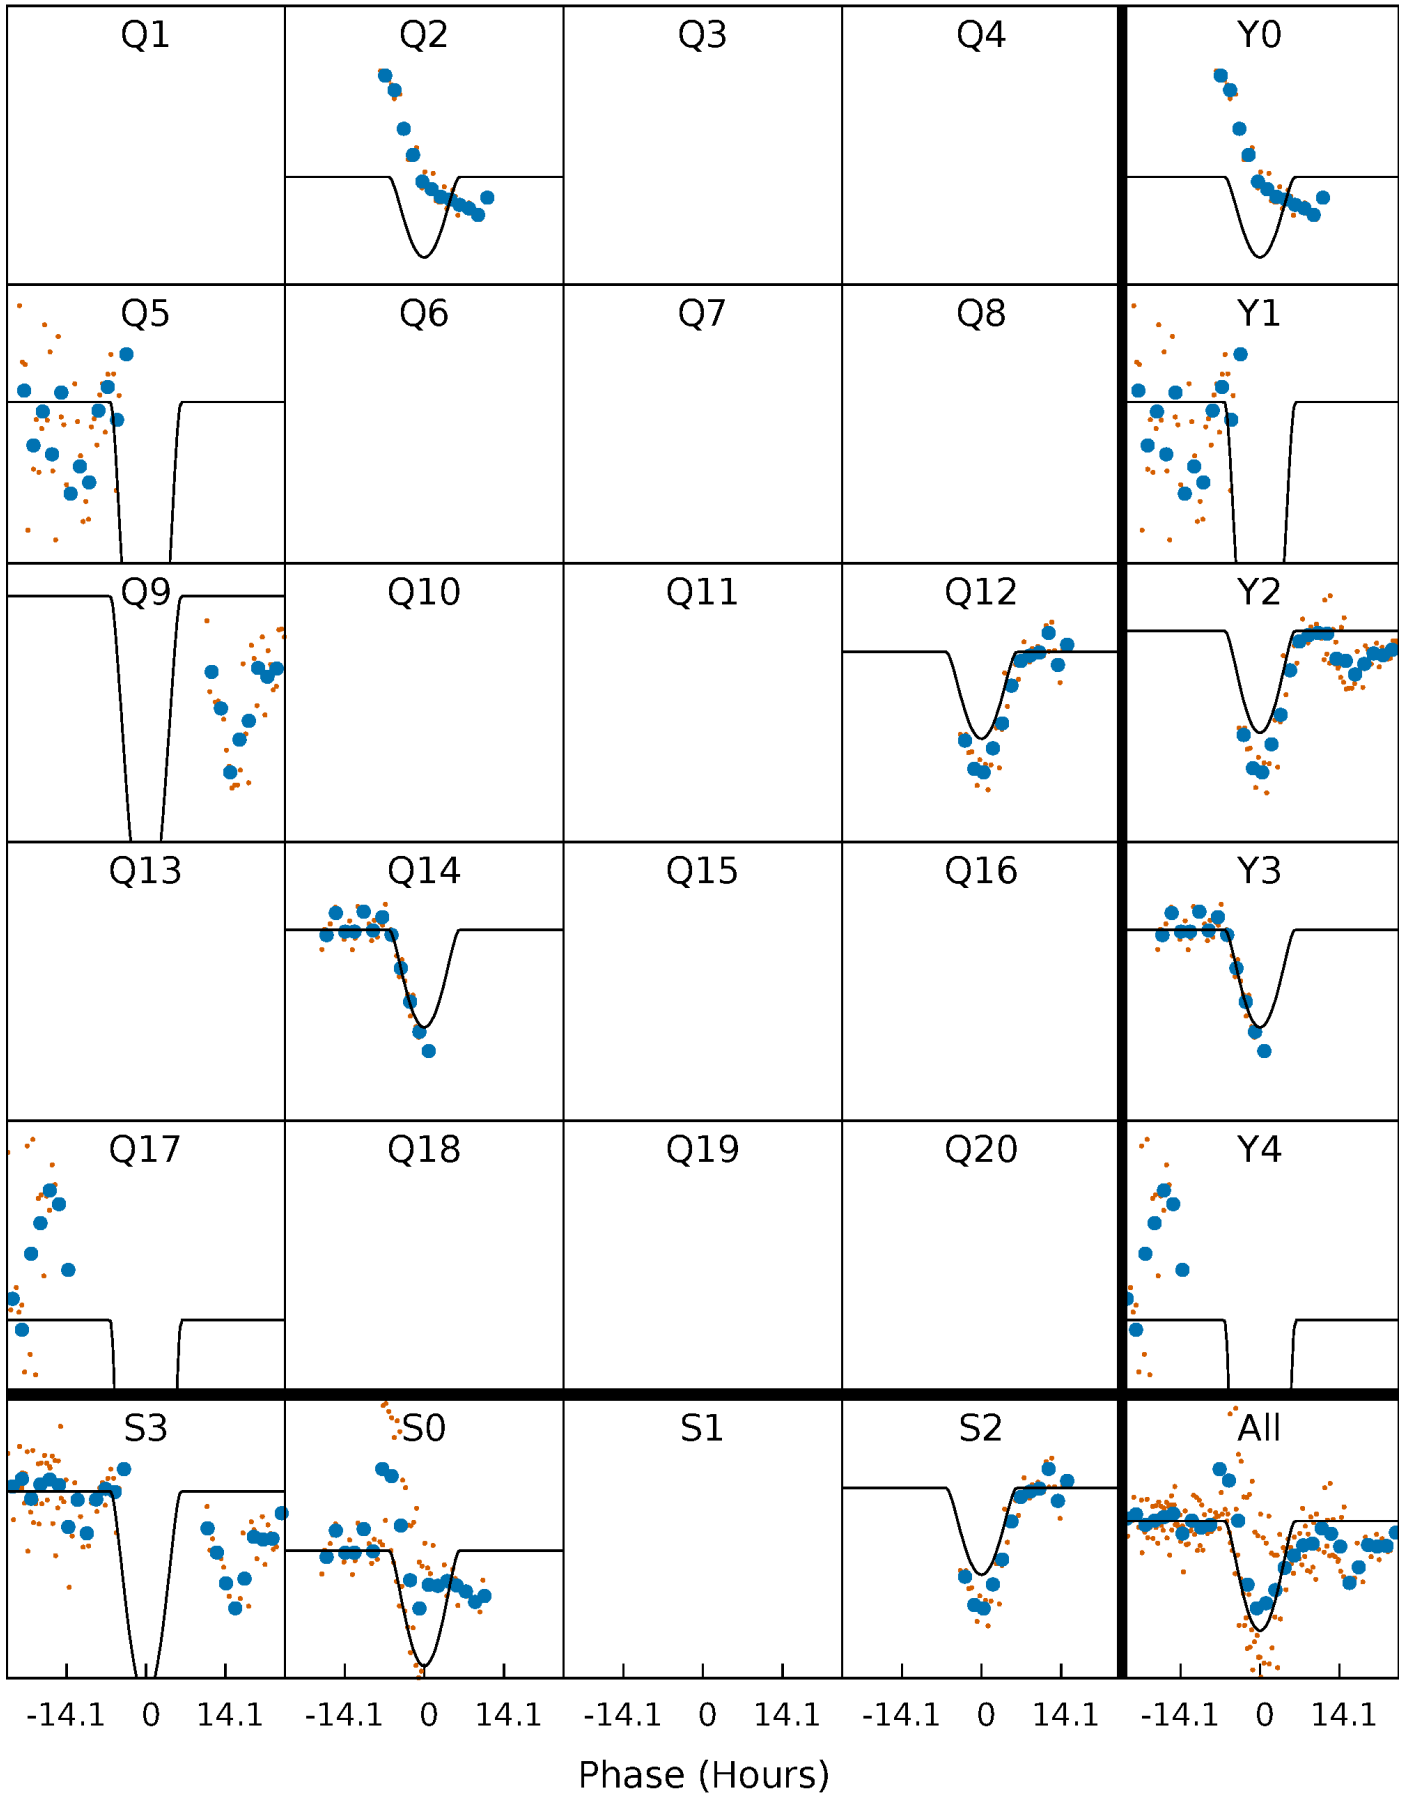 Q1 Q2 Q3 Q4 Y0
Q5 Q6 Q7 Q8 Y1
Q9 Q10 Q11 Q12 Y2
Q13 Q14 Q15 Q16 Y3
Q17 Q18 Q19 Q20 Y4
S3 S0 S1 S2 All
-14.1 0 14.1 -14.1 0 14.1 -14.1 0 14.1 -14.1 0 14.1 -14.1 0 14.1
Phase (Hours)